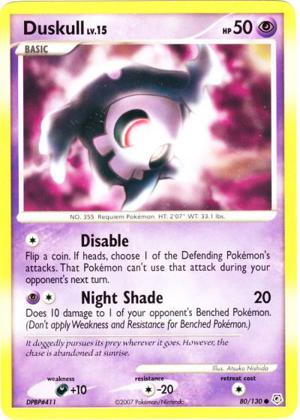 Duskull LV.15 HP 50
BASIC
NO. 355 Requiem Pokémon HT: 2'07" WT: 33.1 lbs.
Disable
Flip a coin. If heads, choose 1 of the Defending Pokémon's
attacks. That Pokémon can't use that attack during your
opponent's next turn.
Night Shade 20
Does 10 damage to 1 of your opponent's Benched Pokémon.
(Don't apply Weakness and Resistance for Benched Pokémon.)
It doggedly pursues its prey wherever it goes. However, the
chase is abandoned at sunrise.
Illus. Atsuko Nishida
weakness resistance retreat cost
+10 -20
DPBP#411 ©2007 Pokémon/Nintendo 80/130